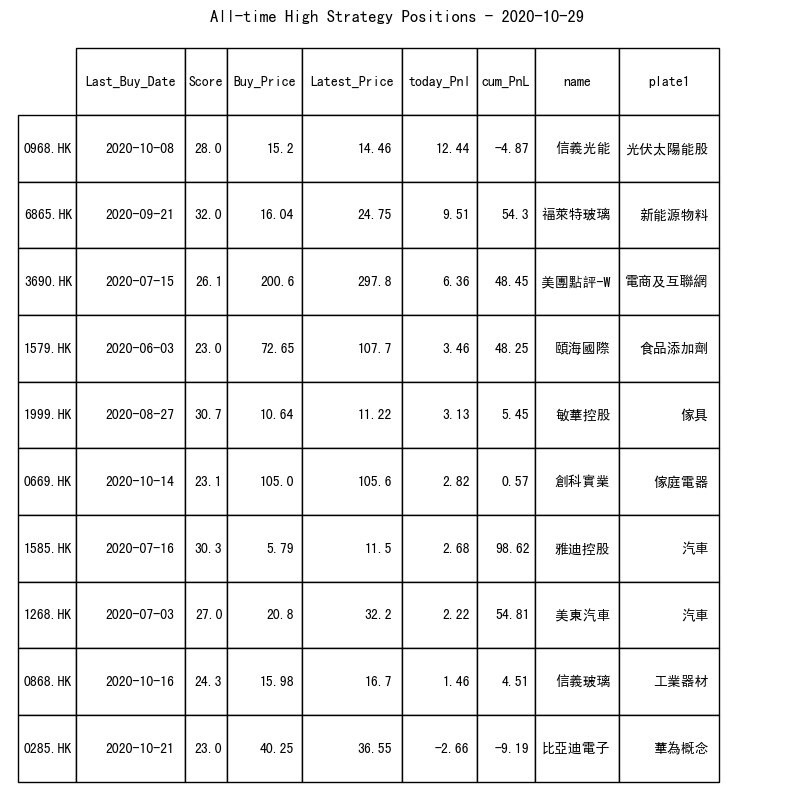 All-time High Strategy Positions - 2020-10-29
Last_Buy_Date Score Buy_Price Latest_Price today_Pnl cum_PnL name plate1
0968.HK 2020-10-08 28.0 15.2 14.46 12.44 -4.87 信義光能 光伏太陽能股
6865.HK 2020-09-21 32.0 16.04 24.75 9.51 54.3 福萊特玻璃 新能源物料
3690.HK 2020-07-15 26.1 200.6 297.8 6.36 48.45 美團點評-W 電商及互聯網
1579.HK 2020-06-03 23.0 72.65 107.7 3.46 48.25 頤海國際 食品添加劑
1999.HK 2020-08-27 30.7 10.64 11.22 3.13 5.45 敏華控股 傢具
0669.HK 2020-10-14 23.1 105.0 105.6 2.82 0.57 創科實業 傢庭電器
1585.HK 2020-07-16 30.3 5.79 11.5 2.68 98.62 雅迪控股 汽車
1268.HK 2020-07-03 27.0 20.8 32.2 2.22 54.81 美東汽車 汽車
0868.HK 2020-10-16 24.3 15.98 16.7 1.46 4.51 信義玻璃 工業器材
0285.HK 2020-10-21 23.0 40.25 36.55 -2.66 -9.19 比亞迪電子 華為概念